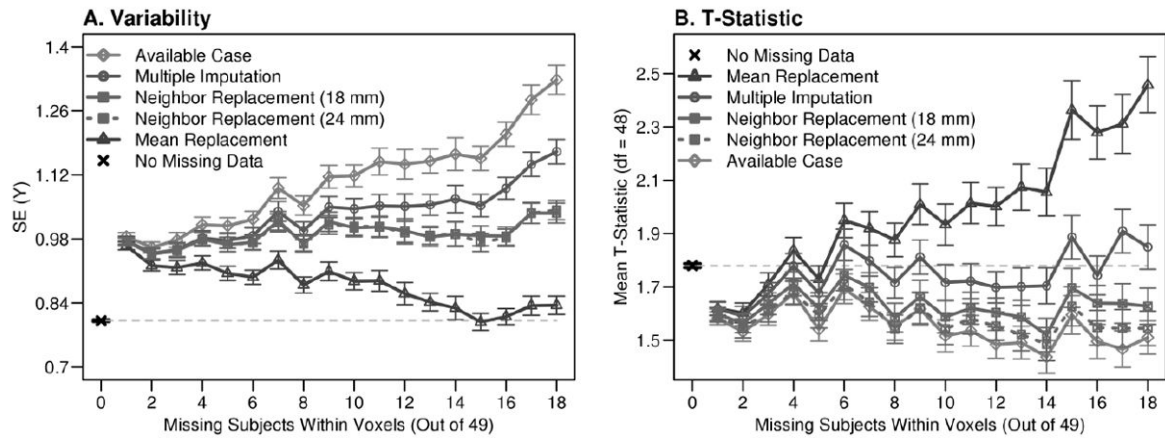 A. Variability
1.4
1.26
1.12
0.98
0.84
0.7
SE (Y)
Available Case
Multiple Imputation
Neighbor Replacement (18 mm)
Neighbor Replacement (24 mm)
Mean Replacement
No Missing Data
0 2 4 6 8 10 12 14 16 18
Missing Subjects Within Voxels (Out of 49)
B. T-Statistic
2.5
2.3
2.1
1.9
1.7
1.5
Mean T-Statistic (df = 48)
No Missing Data
Mean Replacement
Multiple Imputation
Neighbor Replacement (18 mm)
Neighbor Replacement (24 mm)
Available Case
0 2 4 6 8 10 12 14 16 18
Missing Subjects Within Voxels (Out of 49)